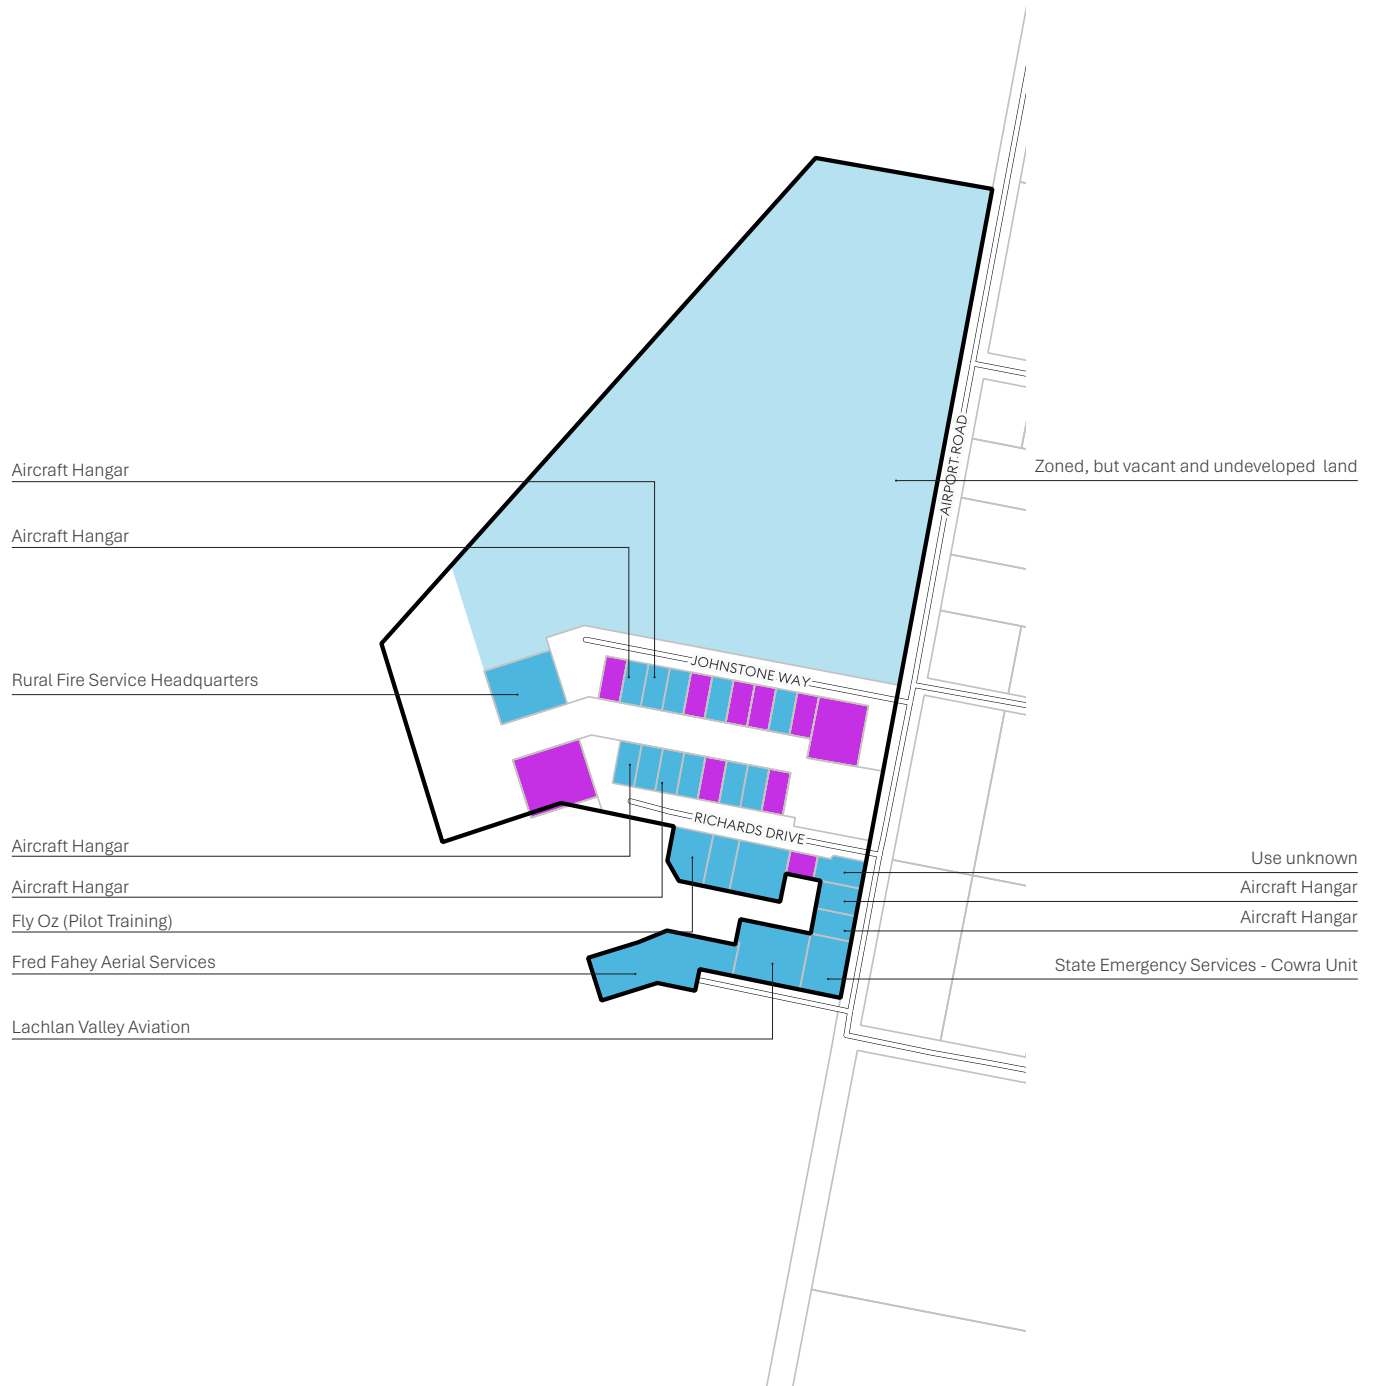 Aircraft Hangar
Zoned, but vacant and undeveloped land
AIRPORT ROAD
Aircraft Hangar
JOHNSTONE WAY
Rural Fire Service Headquarters
RICHARDS DRIVE
Aircraft Hangar
Use unknown
Aircraft Hangar
Aircraft Hangar
Fly Oz (Pilot Training)
Aircraft Hangar
Fred Fahey Aerial Services
State Emergency Services - Cowra Unit
Lachlan Valley Aviation